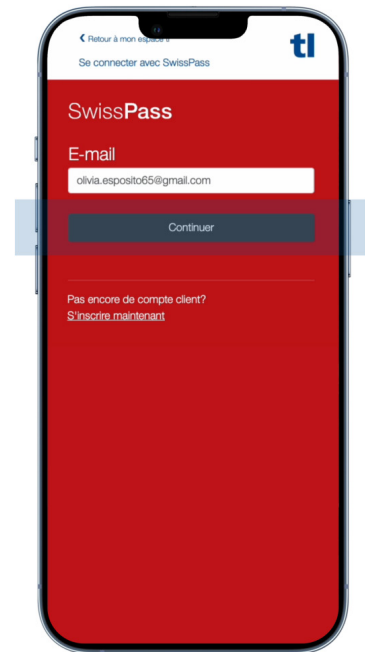 Retour à mon espace tl
tl
Se connecter avec SwissPass
SwissPass
E-mail
olivia.esposito65@gmail.com
Continuer
Pas encore de compte client?
S'inscrire maintenant